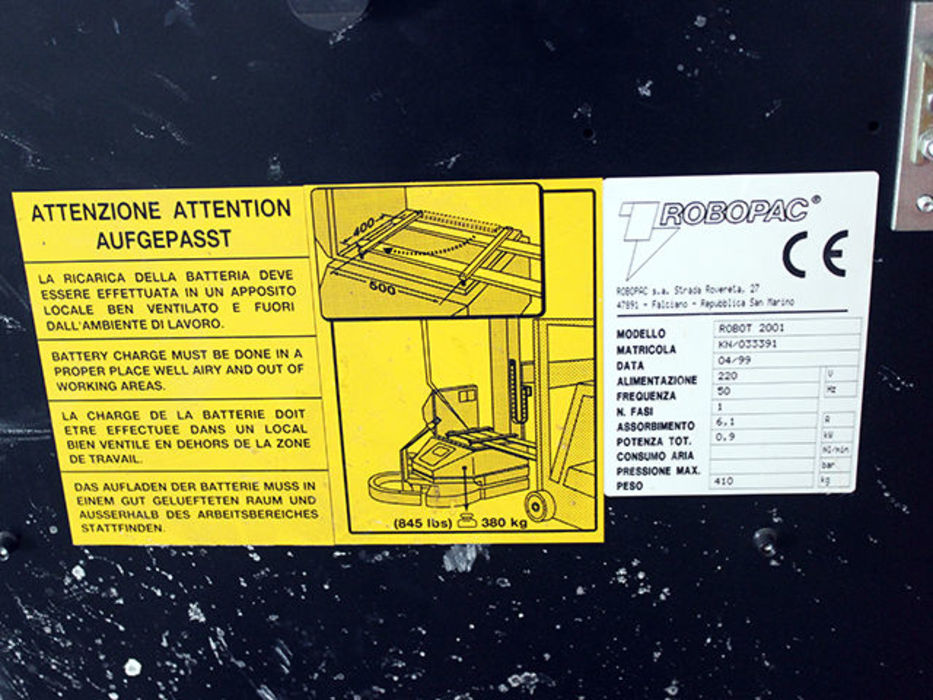 ATTENZIONE ATTENTION
AUFGEPASST
LA RICARICA DELLA BATTERIA DEVE
ESSERE EFFETTUATA IN UN APPOSITO
LOCALE BEN VENTILATO E FUORI
DALL'AMBIENTE DI LAVORO.
BATTERY CHARGE MUST BE DONE IN A
PROPER PLACE WELL AIRY AND OUT OF
WORKING AREAS.
LA CHARGE DE LA BATTERIE DOIT
ETRE EFFECTUEE DANS UN LOCAL
BIEN VENTILE EN DEHORS DE LA ZONE
DE TRAVAIL.
DAS AUFLADEN DER BATTERIE MUSS IN
EINEM GUT GELUEFTETEN RAUM UND
AUSSERHALB DES ARBEITSBEREICHES
STATTFINDEN.
400
500
(845 lbs) 380 kg
ROBOPAC®
CE
ROBOPAC s.a. Strada Rovereta, 27
47891 - Falciano - Repubblica San Marino
MODELLO ROBOT 2001
MATRICOLA KN/033391
DATA 04/99
ALIMENTAZIONE 220 V
FREQUENZA 50 Hz
N. FASI 1
ASSORBIMENTO 6,1 A
POTENZA TOT. 0,9 kW
CONSUMO ARIA Nl/min
PRESSIONE MAX. bar
PESO 410 kg